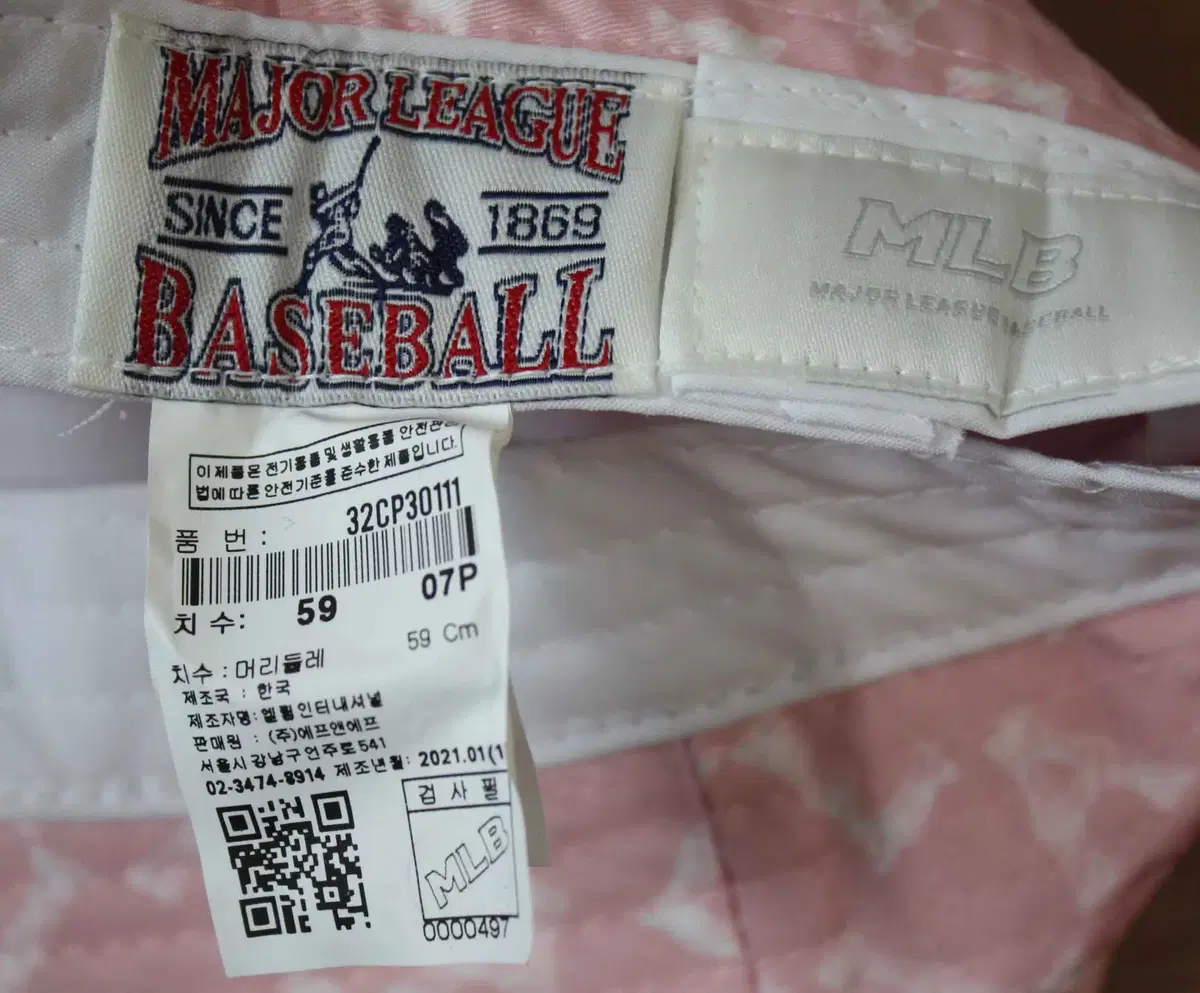 MAJOR LEAGUE
SINCE 1869
BASEBALL
MLB
MAJOR LEAGUE BASEBALL
이 제품은 전기용품 및 생활용품 안전관리
법에 따른 안전기준을 준수한 제품입니다.
품 번 : 32CP30111
07P
치 수: 59
59 Cm
치수 : 머리둘레
제조국 : 한국
제조자명: 엘림인터내셔널
판매원 : (주)에프앤에프
서울시 강남구 언주로 541
02-3474-8914 제조년월: 2021.01(1
검 사 필
MLB
0000497